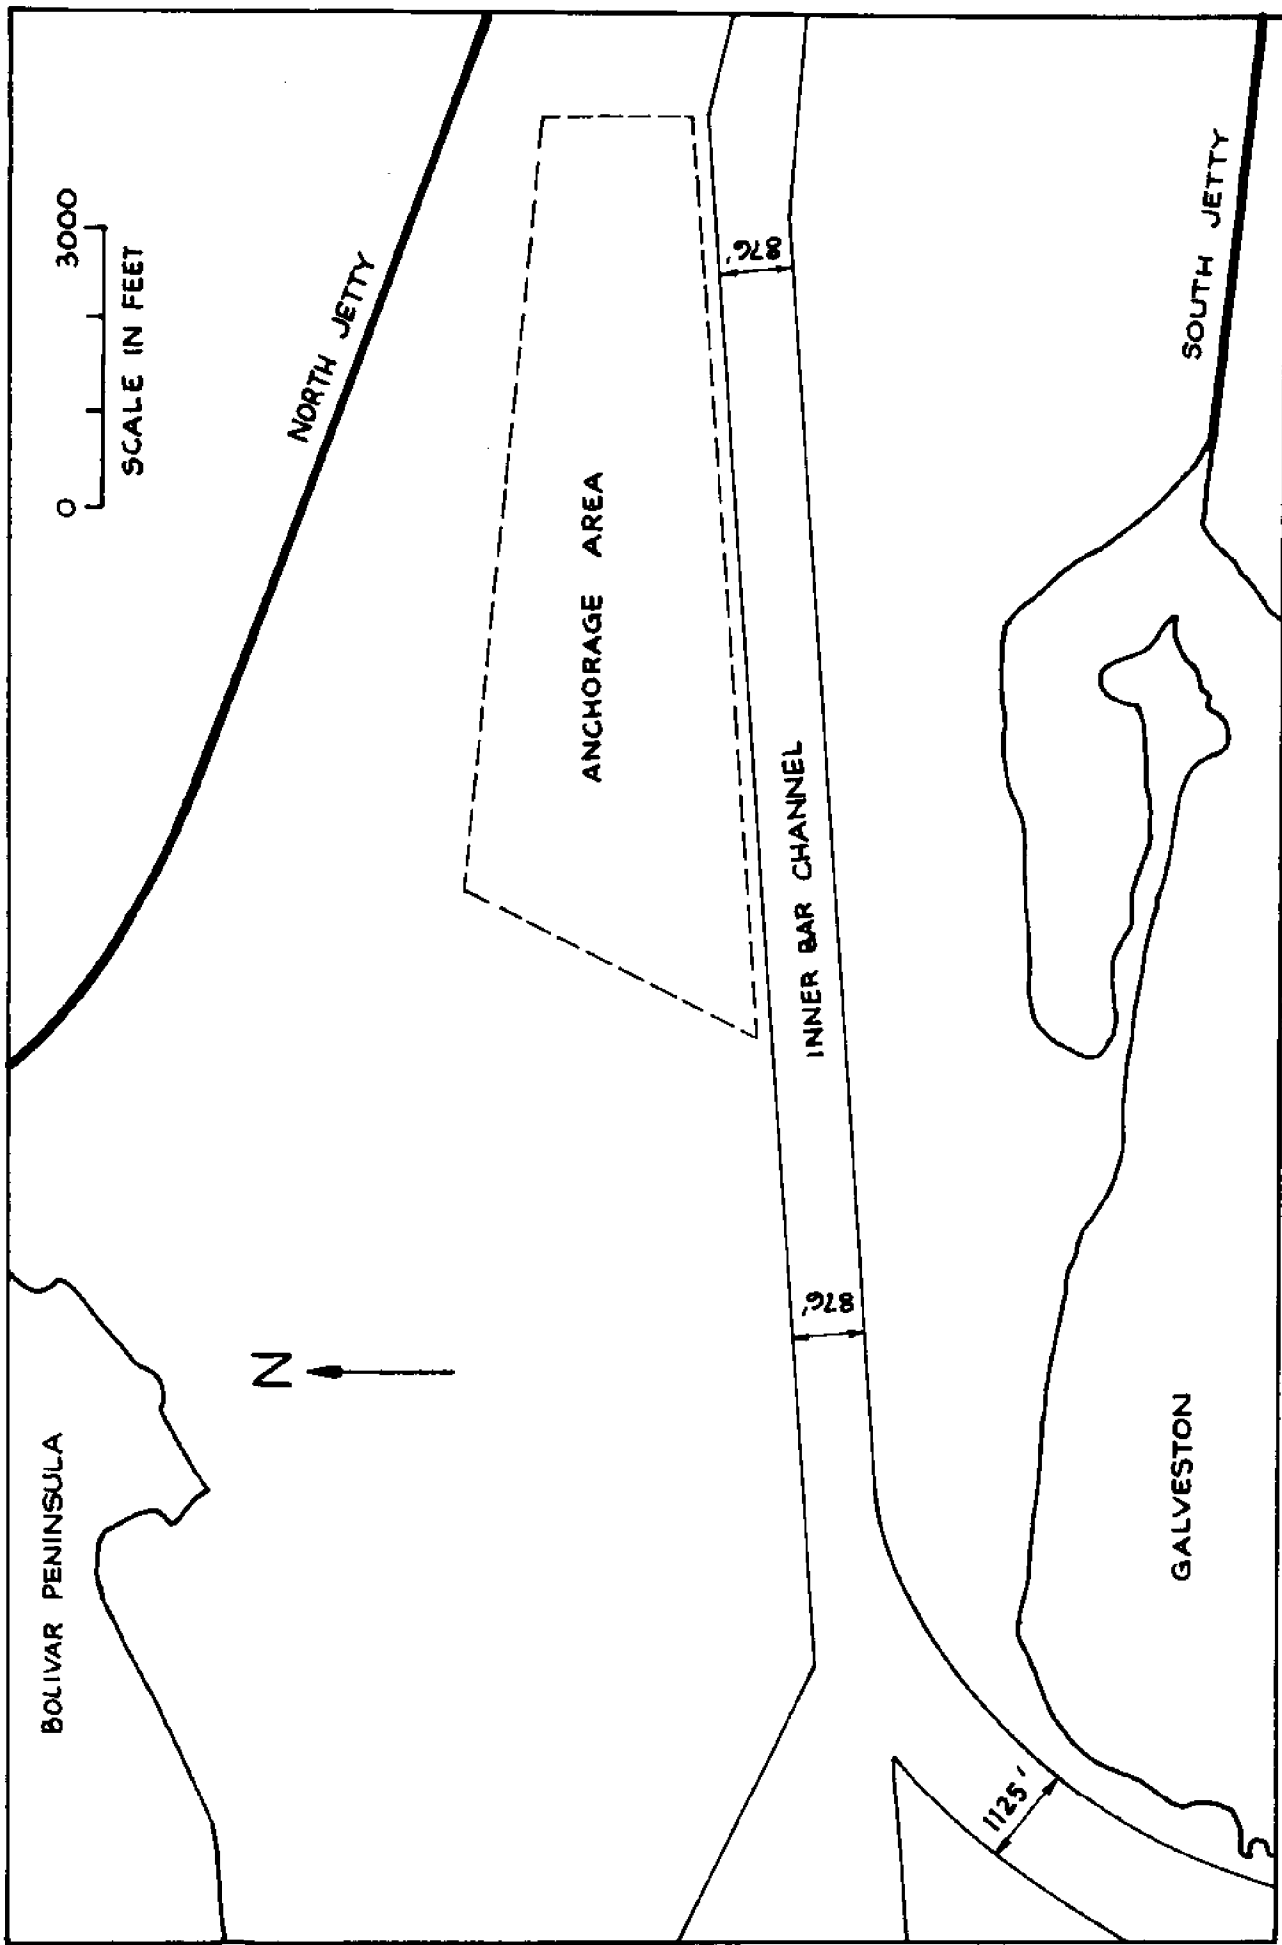 BOLIVAR PENINSULA
N
NORTH JETTY
0 3000
SCALE IN FEET
ANCHORAGE AREA
876'
INNER BAR CHANNEL
876'
1125'
GALVESTON
SOUTH JETTY